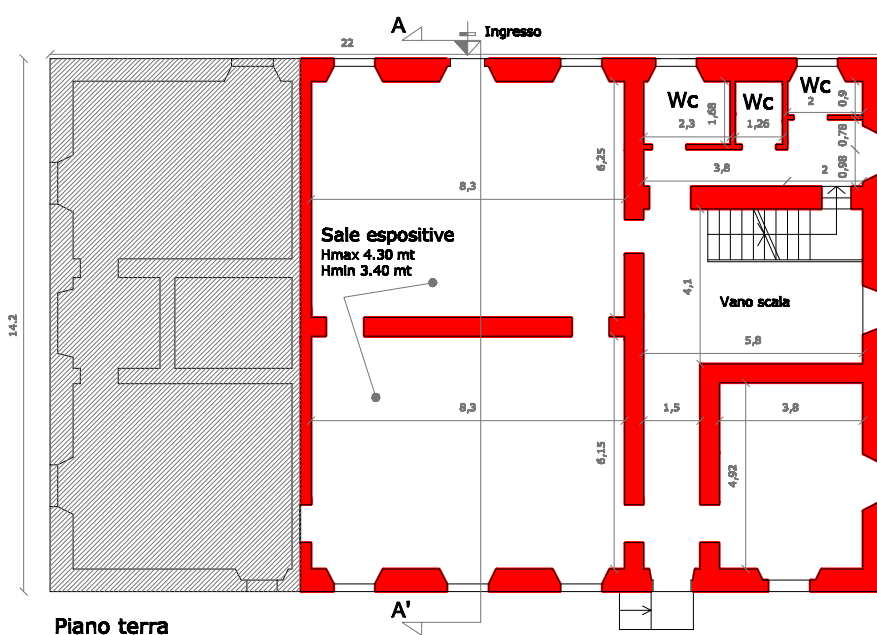 A
Ingresso
22
Wc
Wc
Wc
2
0,9
2,3
1,68
1,26
0,78
3,8
2
0,98
6,25
8,3
Sale espositive
Hmax 4.30 mt
Hmin 3.40 mt
4,1
Vano scala
14.2
5,8
8,3
1,5
3,8
6,15
4,92
A'
Piano terra